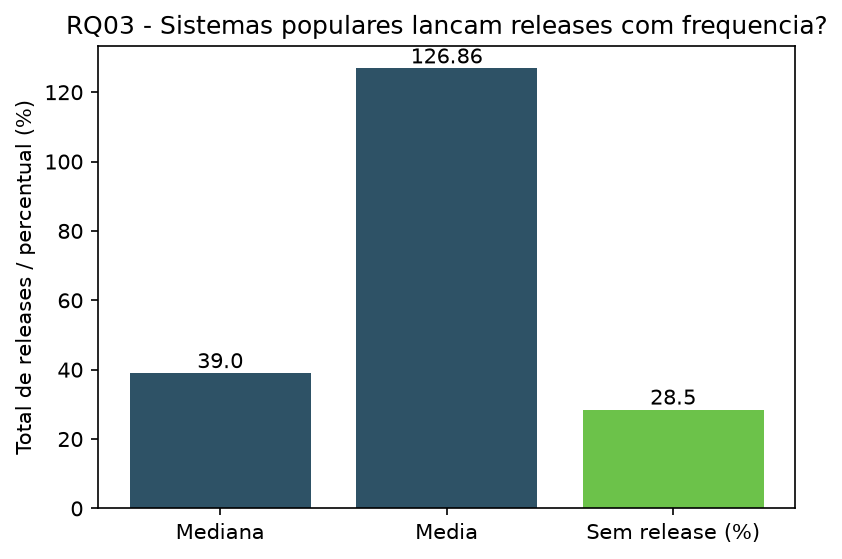 RQ03 - Sistemas populares lancam releases com frequencia?
Total de releases / percentual (%)
120
100
80
60
40
20
0
39.0
126.86
28.5
Mediana
Media
Sem release (%)